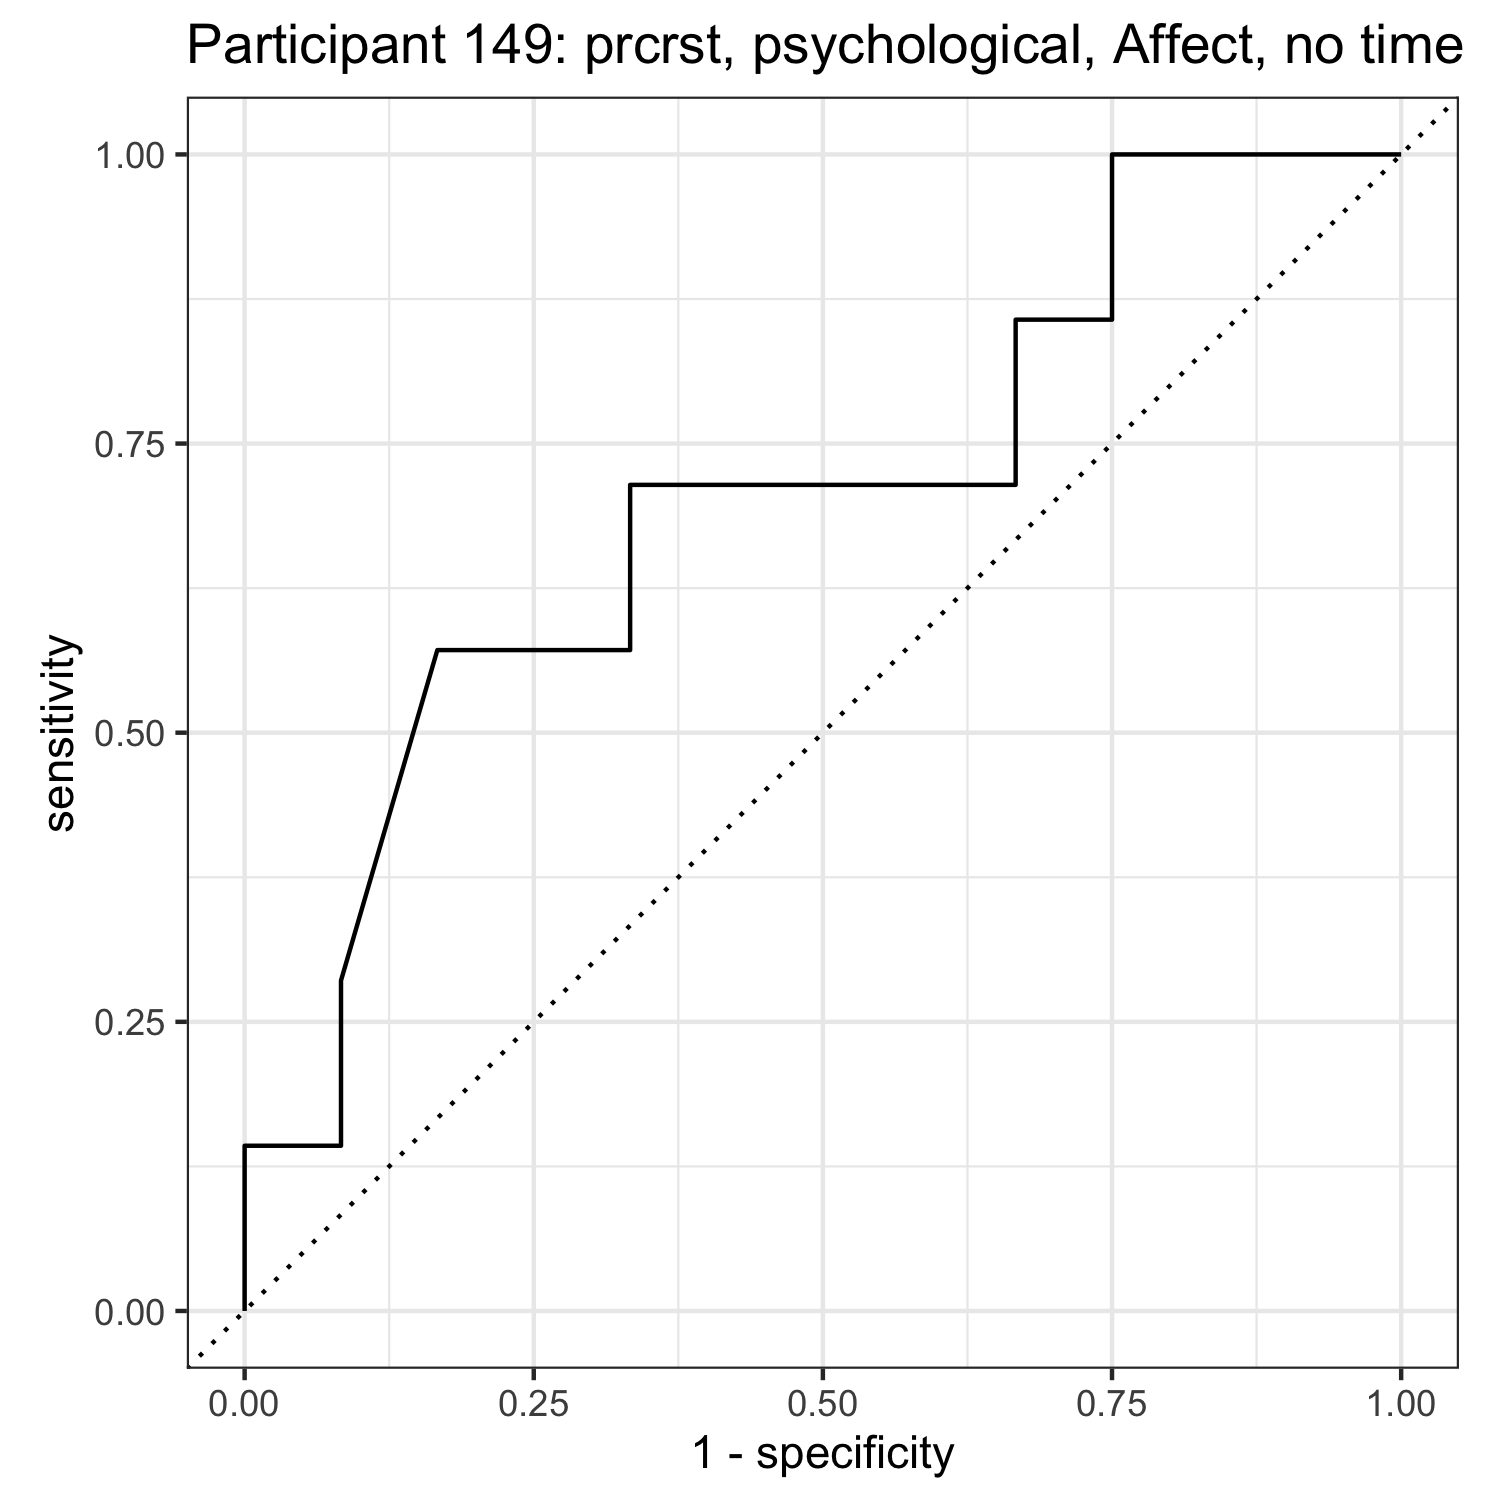 Participant 149: prcrst, psychological, Affect, no time
1.00
0.75
0.50
0.25
0.00
sensitivity
0.00 0.25 0.50 0.75 1.00
1 - specificity